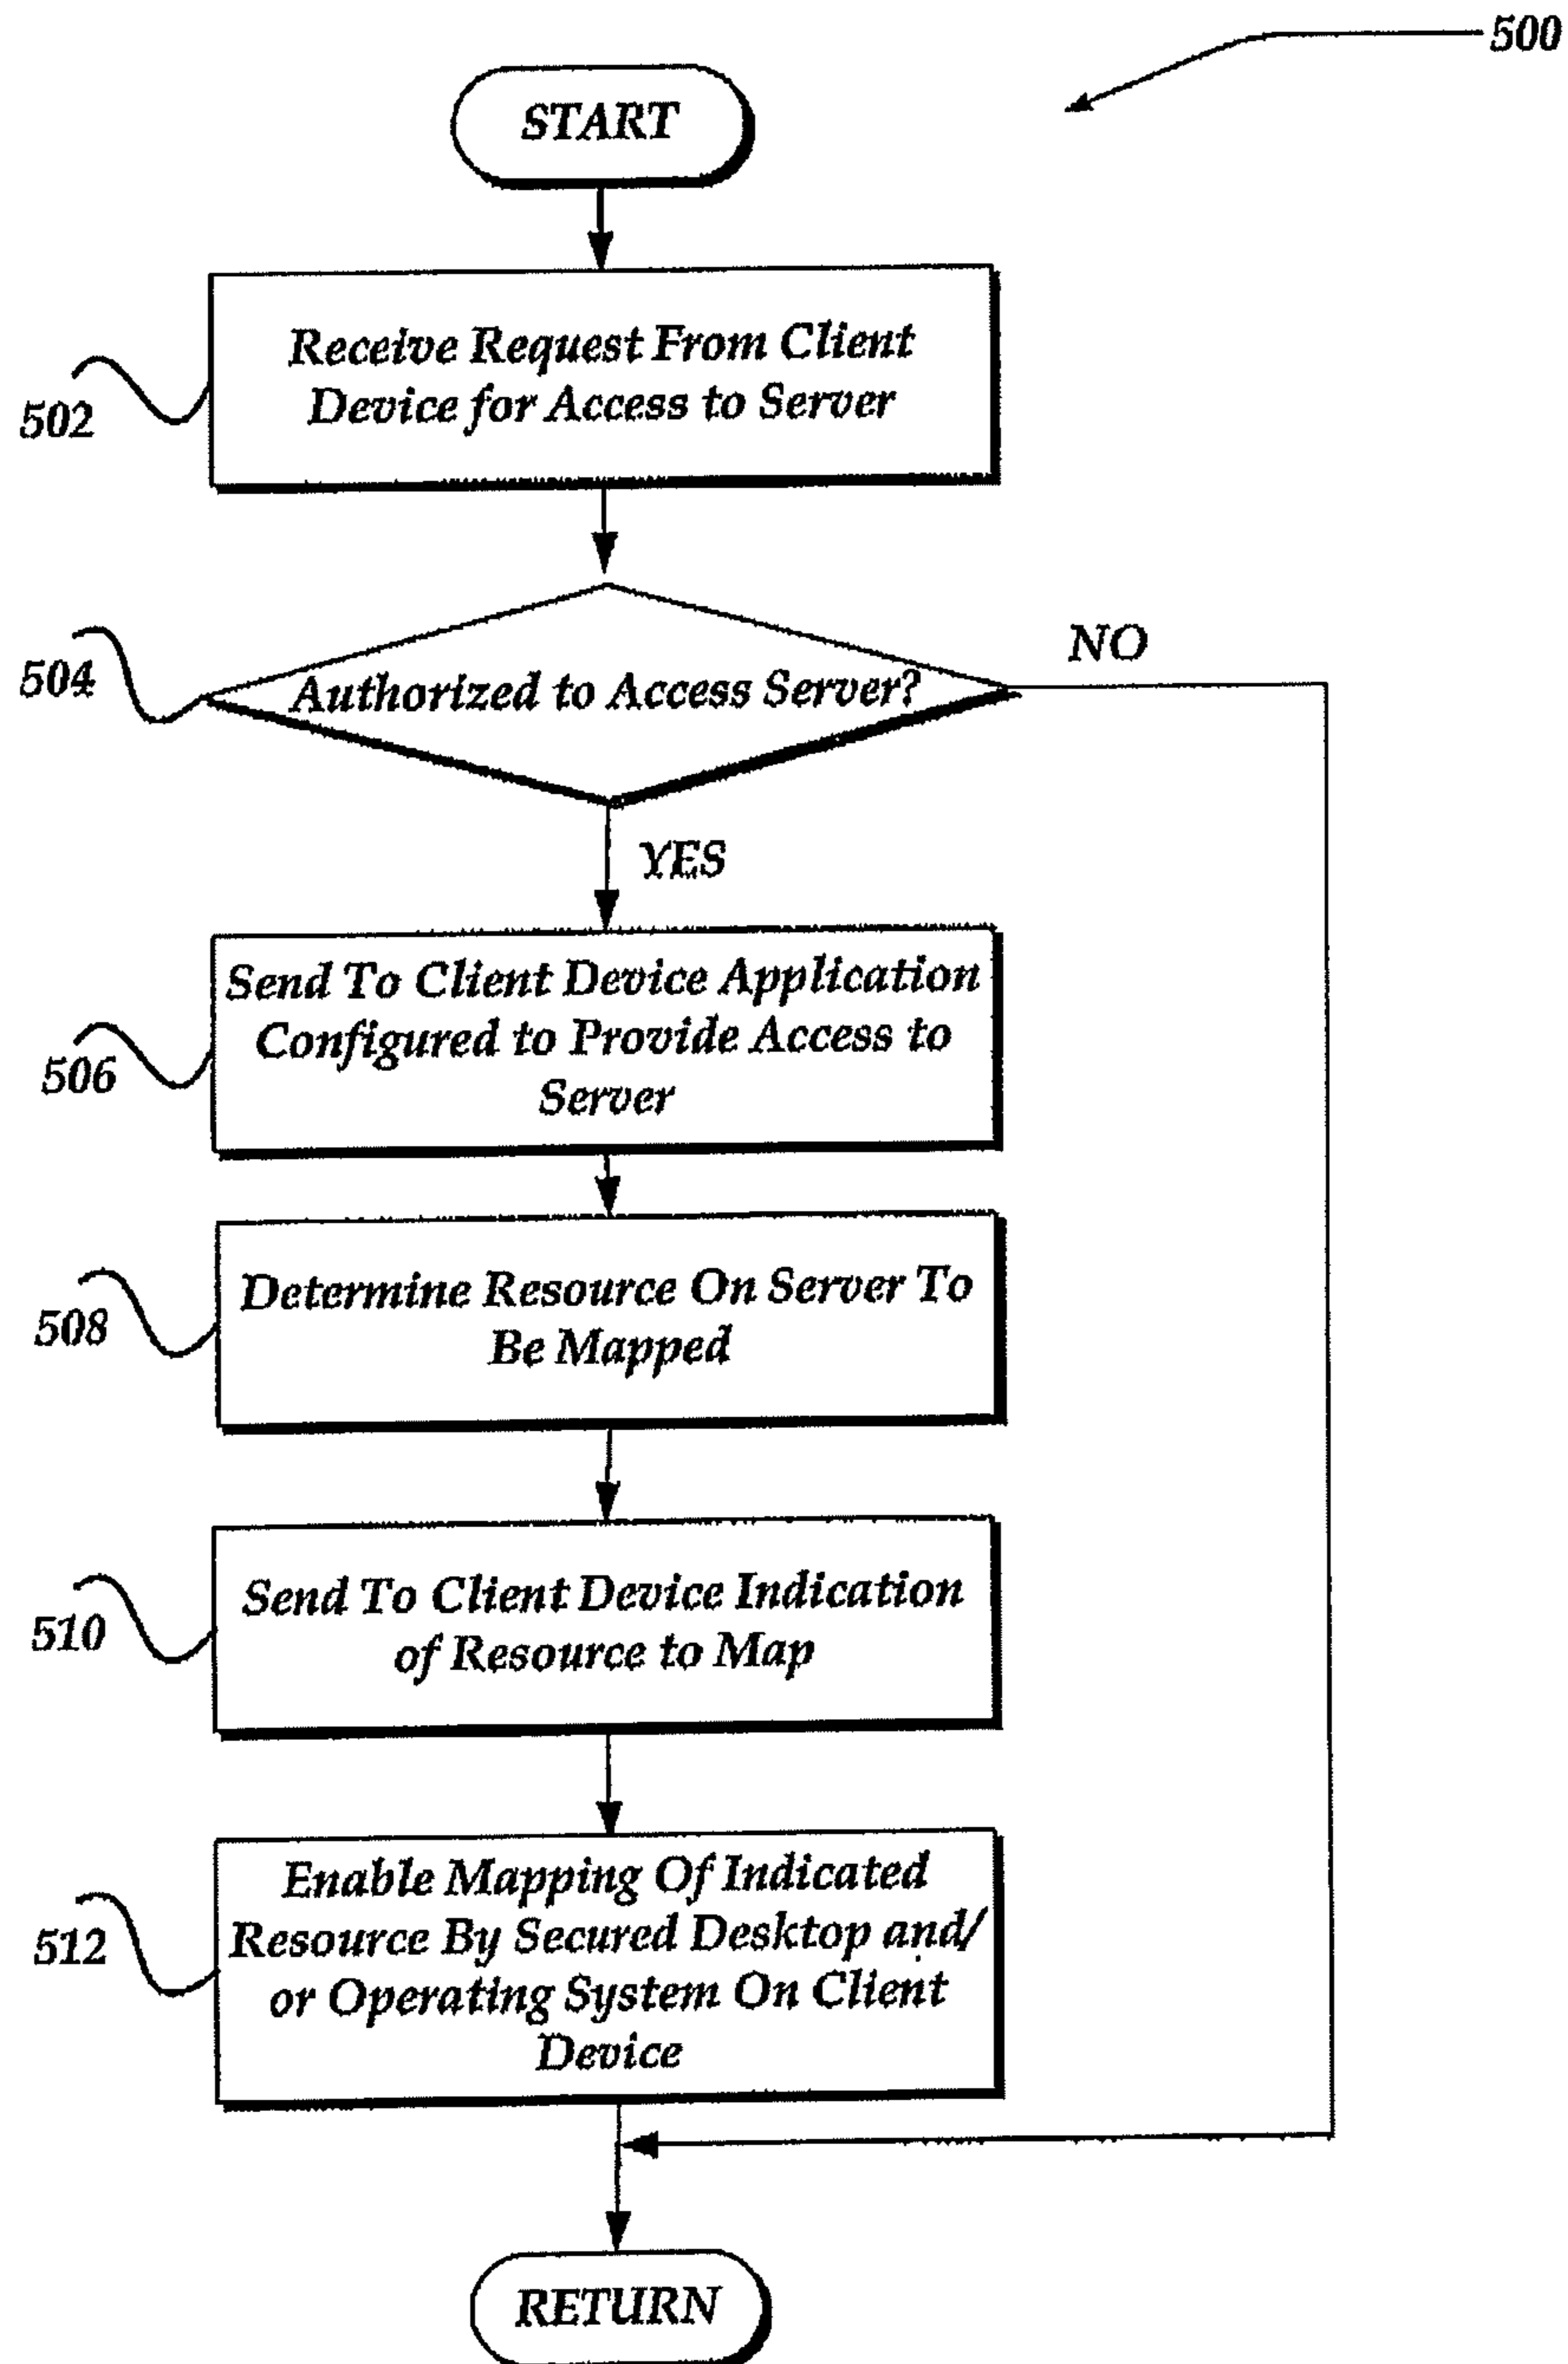 500
START
Receive Request From Client
Device for Access to Server
502
Authorized to Access Server?
504
NO
YES
Send To Client Device Application
Configured to Provide Access to
Server
506
Determine Resource On Server To
Be Mapped
508
Send To Client Device Indication
of Resource to Map
510
Enable Mapping Of Indicated
Resource By Secured Desktop and/
or Operating System On Client
Device
512
RETURN